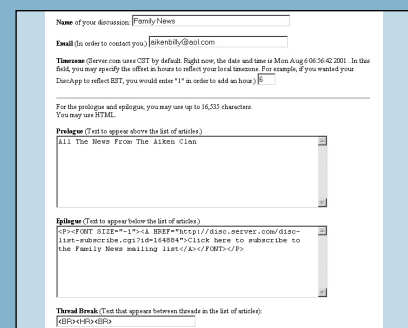 Name of your discussion: Family News
Email (In order to contact you.) aikenbilly@aol.com
Timezone (Server.com uses CST by default. Right now, the date and time is Mon Aug 6 06:56:42 2001 . In this
field, you may specify the offset in hours to reflect your local timezone. For example, if you wanted your
DiscApp to reflect EST, you would enter "1" in order to add an hour.) 6
For the prologue and epilogue, you may use up to 16,535 characters.
You may use HTML.
Prologue (Text to appear above the list of articles.)
All The News From The Aiken Clan
Epilogue (Text to appear below the list of articles.)
<P><FONT SIZE="-1"><A HREF="http://disc.server.com/disc-
list-subscribe.cgi?id=164884">Click here to subscribe to
the Family News mailing list</A></FONT></P>
Thread Break (Text that appears between threads in the list of articles):
<BR><HR><BR>